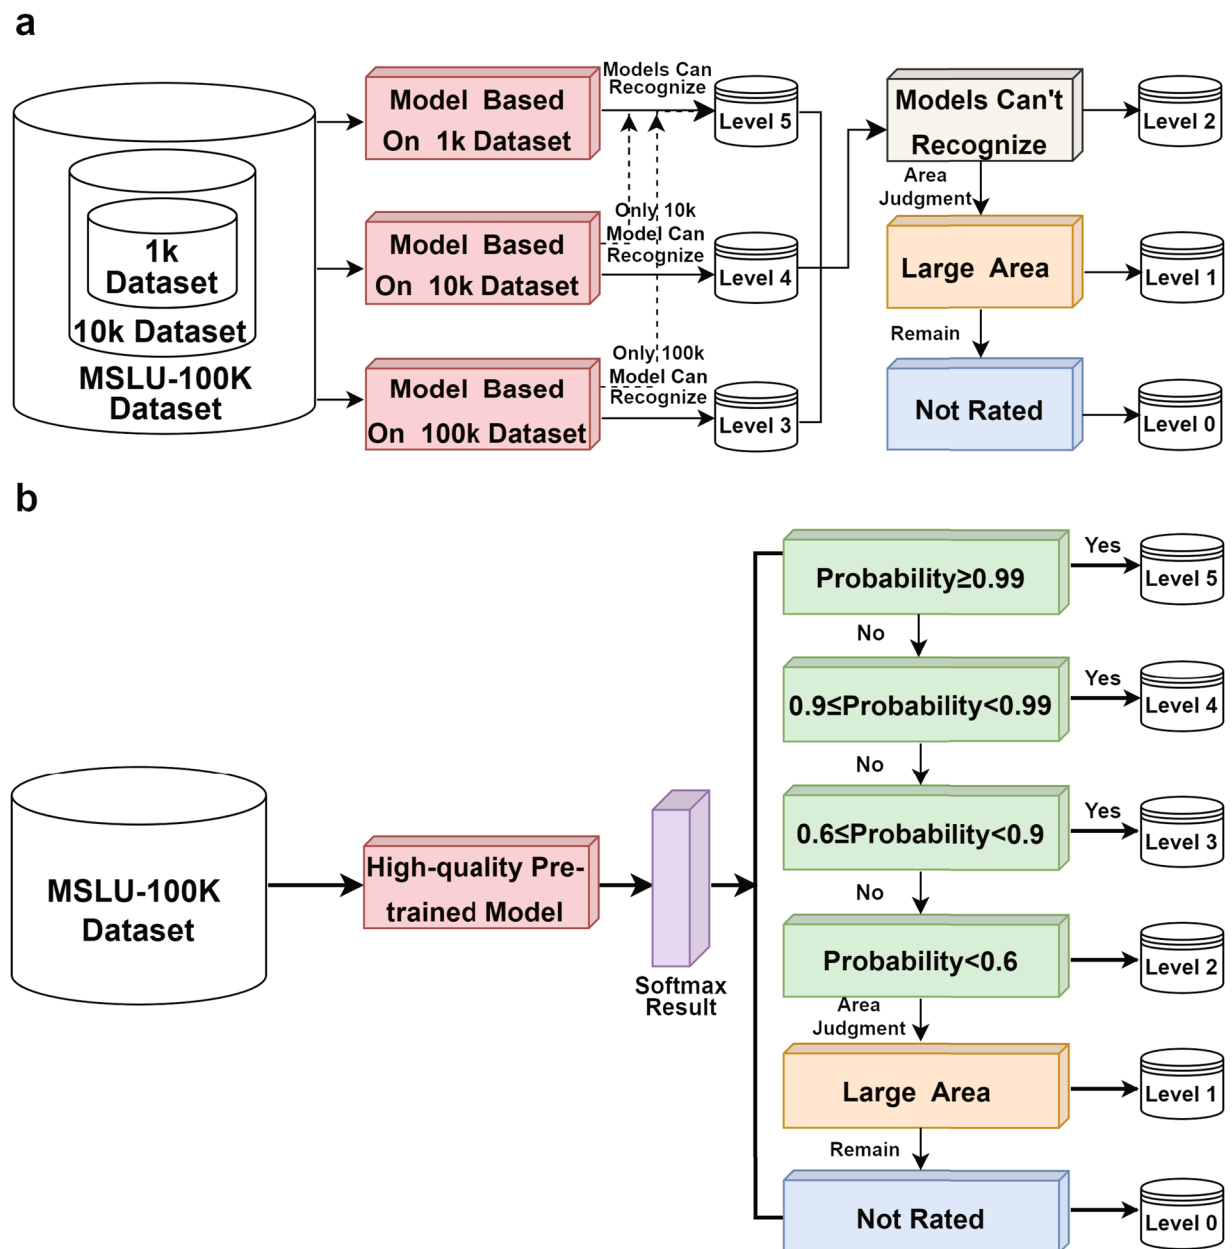 a
Model Based
On 1k Dataset
Models Can
Recognize
Level 5
Models Can't
Recognize
Level 2
1k
Dataset
10k Dataset
MSLU-100K
Dataset
Model Based
On 10k Dataset
Only 10k
Model Can
Recognize
Level 4
Area
Judgment
Large Area
Level 1
Model Based
On 100k Dataset
Only 100k
Model Can
Recognize
Level 3
Remain
Not Rated
Level 0
b
MSLU-100K
Dataset
High-quality Pre-
trained Model
Softmax
Result
Probability≥0.99
Yes
Level 5
No
0.9≤Probability<0.99
Yes
Level 4
No
0.6≤Probability<0.9
Yes
Level 3
No
Probability<0.6
Level 2
Area
Judgment
Large Area
Level 1
Remain
Not Rated
Level 0